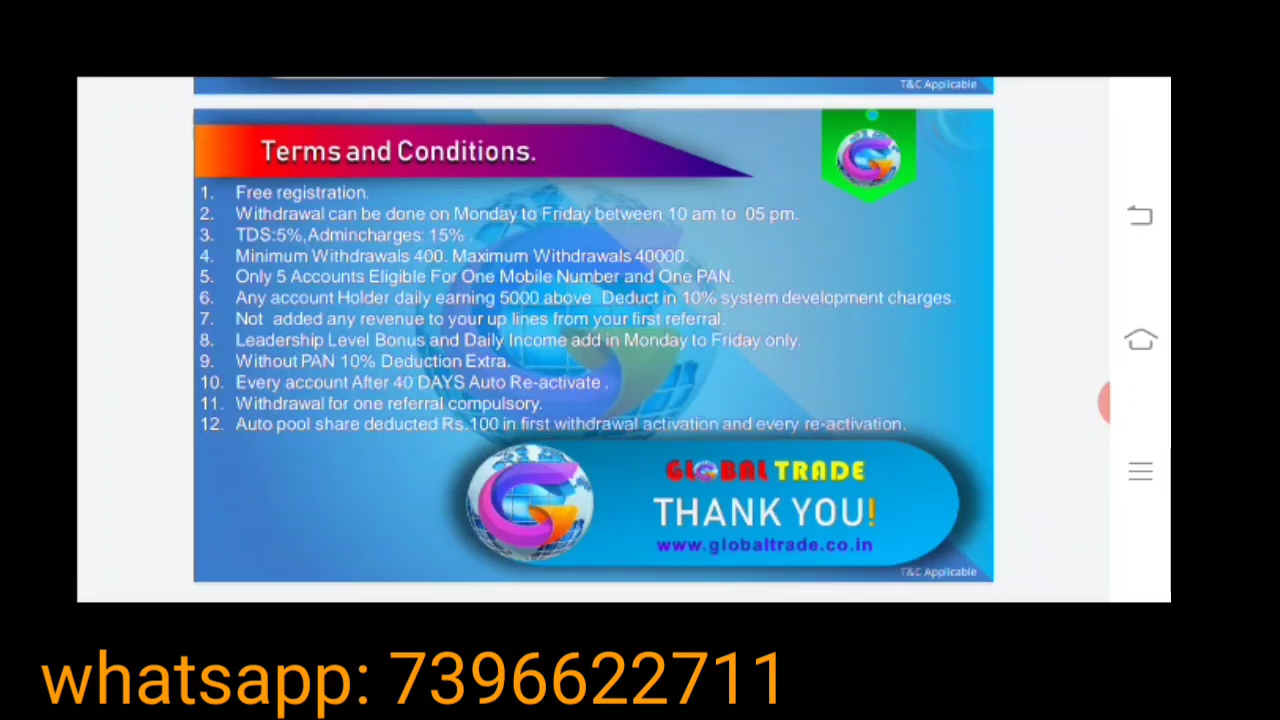 T&C Applicable
Terms and Conditions.
1. Free registration.
2. Withdrawal can be done on Monday to Friday between 10 am to 05 pm.
3. TDS:5%,Admincharges: 15% .
4. Minimum Withdrawals 400. Maximum Withdrawals 40000.
5. Only 5 Accounts Eligible For One Mobile Number and One PAN.
6. Any account Holder daily earning 5000 above Deduct in 10% system development charges.
7. Not added any revenue to your up lines from your first referral.
8. Leadership Level Bonus and Daily Income add in Monday to Friday only.
9. Without PAN 10% Deduction Extra.
10. Every account After 40 DAYS Auto Re-activate .
11. Withdrawal for one referral compulsory.
12. Auto pool share deducted Rs.100 in first withdrawal activation and every re-activation.
GLOBAL TRADE
THANK YOU!
www.globaltrade.co.in
T&C Applicable
whatsapp: 7396622711